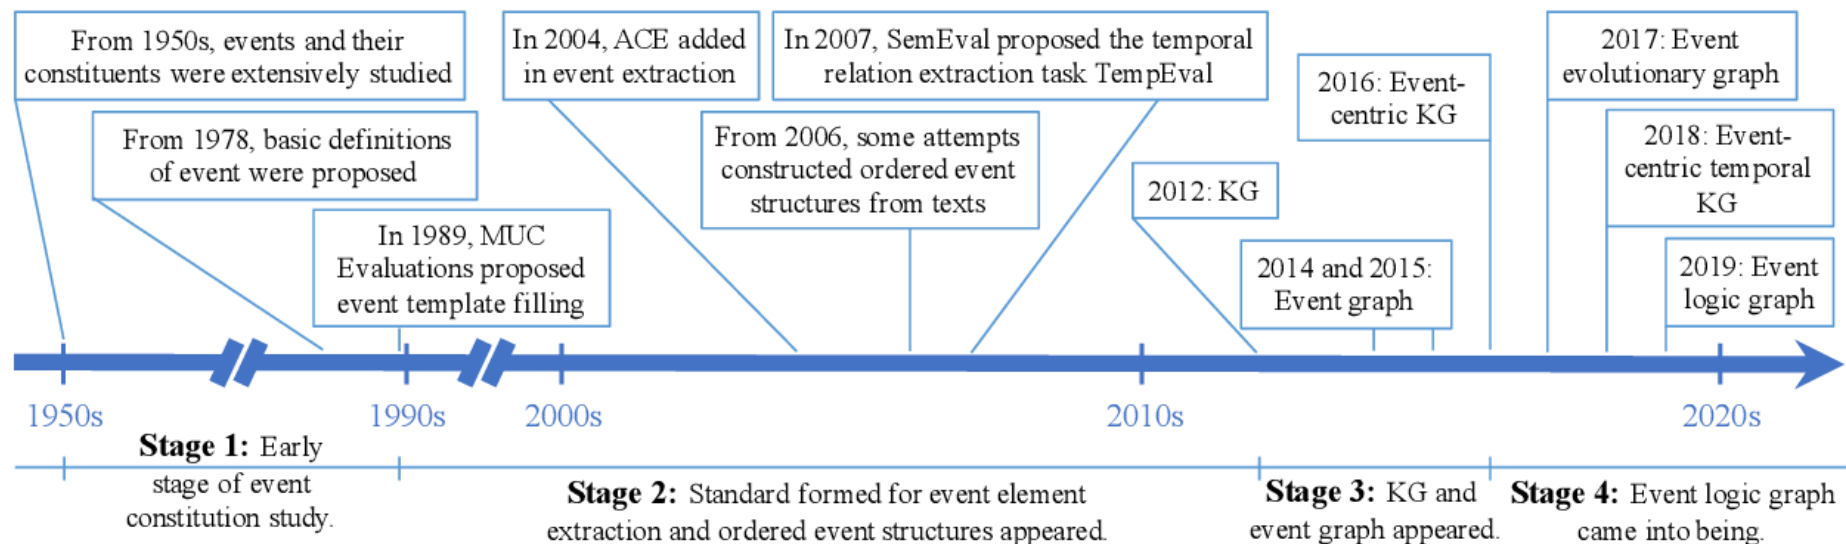 From 1950s, events and their
constituents were extensively studied
From 1978, basic definitions
of event were proposed
In 1989, MUC
Evaluations proposed
event template filling
In 2004, ACE added
in event extraction
In 2007, SemEval proposed the temporal
relation extraction task TempEval
From 2006, some attempts
constructed ordered event
structures from texts
2012: KG
2014 and 2015:
Event graph
2016: Event-
centric KG
2017: Event
evolutionary graph
2018: Event-
centric temporal
KG
2019: Event
logic graph
1950s
1990s
2000s
2010s
2020s
Stage 1: Early
stage of event
constitution study.
Stage 2: Standard formed for event element
extraction and ordered event structures appeared.
Stage 3: KG and
event graph appeared.
Stage 4: Event logic graph
came into being.